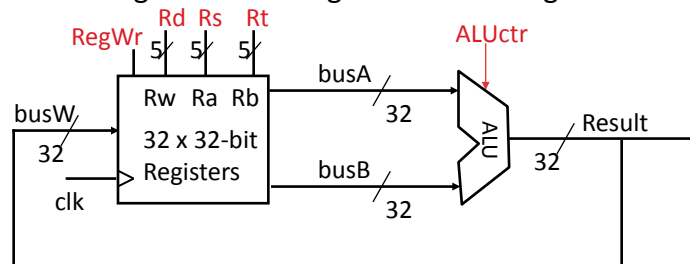 Rd Rs Rt
RegWr ALUctr
5 5 5
busA
Rw Ra Rb
busW 32
32 x 32-bit ALU Result
32 Registers busB 32
clk 32